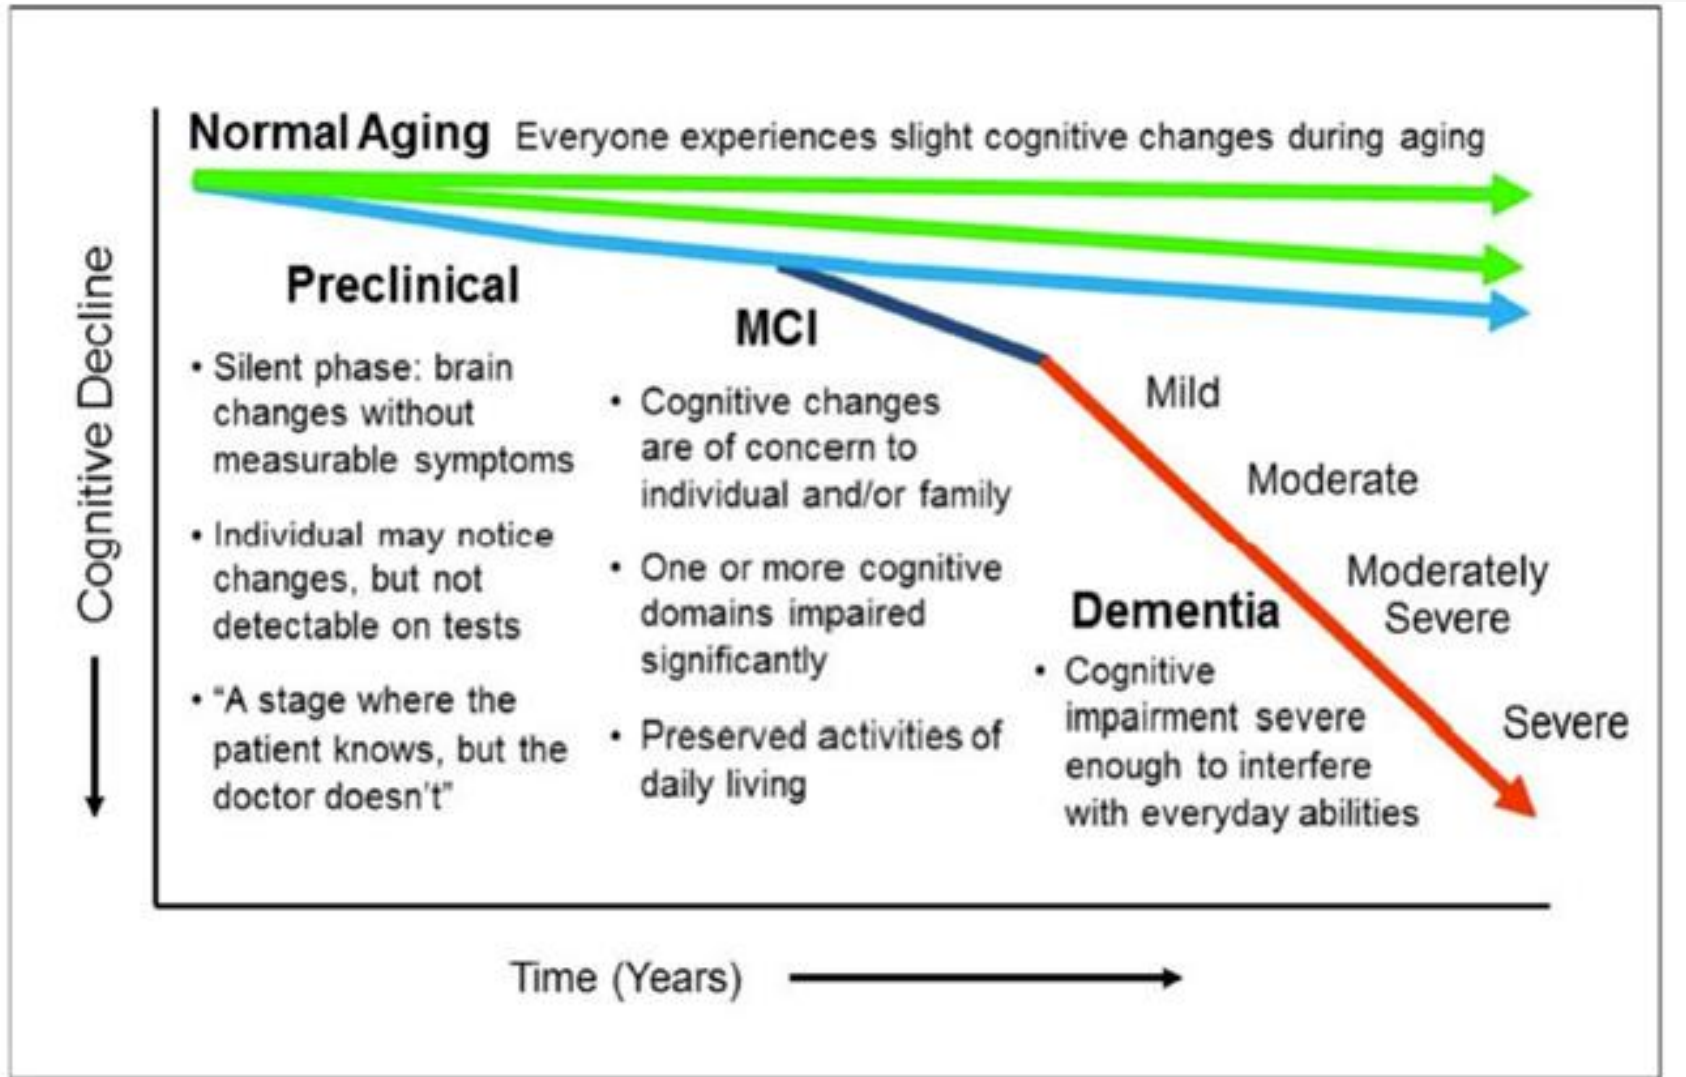 Normal Aging Everyone experiences slight cognitive changes during aging
Cognitive Decline
Preclinical
• Silent phase: brain
changes without
measurable symptoms
• Individual may notice
changes, but not
detectable on tests
• “A stage where the
patient knows, but the
doctor doesn’t”
MCI
• Cognitive changes
are of concern to
individual and/or family
• One or more cognitive
domains impaired
significantly
• Preserved activities of
daily living
Mild
Moderate
Moderately
Severe
Severe
Dementia
• Cognitive
impairment severe
enough to interfere
with everyday abilities
Time (Years)